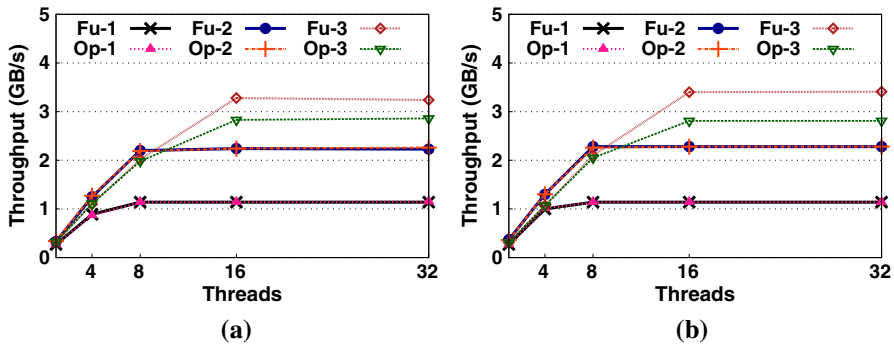 Fu-1 Fu-2 Fu-3
Op-1 Op-2 Op-3
Throughput (GB/s)
5
4
3
2
1
0
4 8 16 32
Threads
(a)
Fu-1 Fu-2 Fu-3
Op-1 Op-2 Op-3
Throughput (GB/s)
5
4
3
2
1
0
4 8 16 32
Threads
(b)